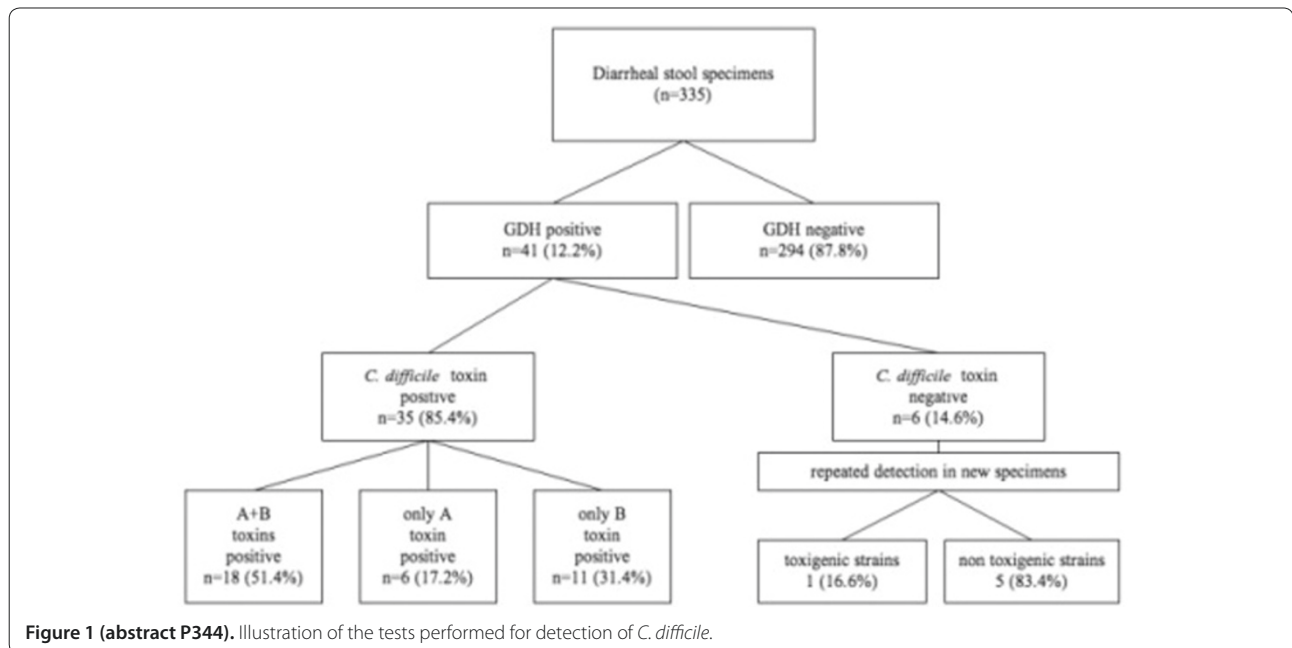 Diarrheal stool specimens
(n=335)
GDH positive
n=41 (12.2%)
GDH negative
n=294 (87.8%)
C. difficile toxin
positive
n=35 (85.4%)
C. difficile toxin
negative
n=6 (14.6%)
repeated detection in new specimens
A+B
toxins
positive
n=18 (51.4%)
only A
toxin
positive
n=6 (17.2%)
only B
toxin
positive
n=11 (31.4%)
toxigenic strains
1 (16.6%)
non toxigenic strains
5 (83.4%)
Figure 1 (abstract P344). Illustration of the tests performed for detection of C. difficile.